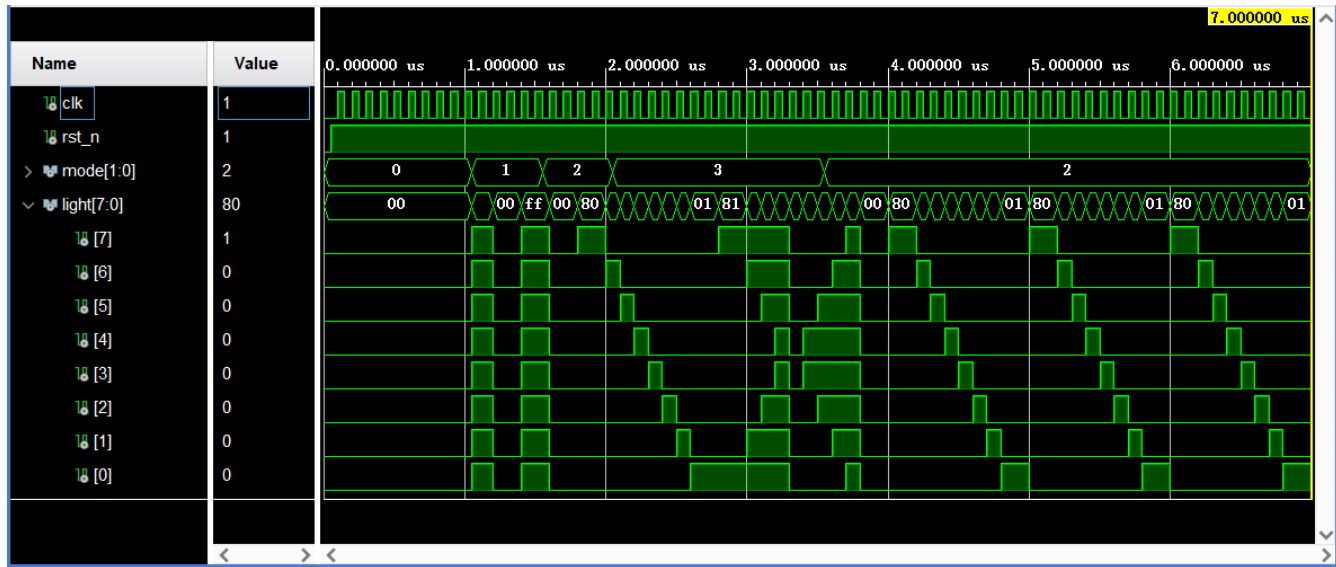 7.000000 us
Name Value 0.000000 us 1.000000 us 2.000000 us 3.000000 us 4.000000 us 5.000000 us 6.000000 us
clk 1
rst_n 1
mode[1:0] 2 0 1 2 3 2
light[7:0] 80 00 00 ff 00 80 01 81 00 80 01 80 01 80 01
[7] 1
[6] 0
[5] 0
[4] 0
[3] 0
[2] 0
[1] 0
[0] 0